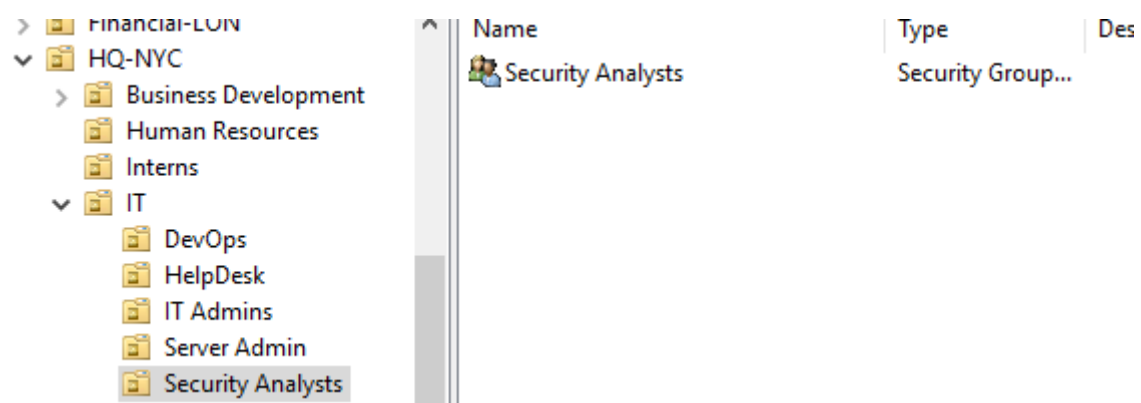 Financial-LON
HQ-NYC
Business Development
Human Resources
Interns
IT
DevOps
HelpDesk
IT Admins
Server Admin
Security Analysts
Name Type Des
Security Analysts Security Group...